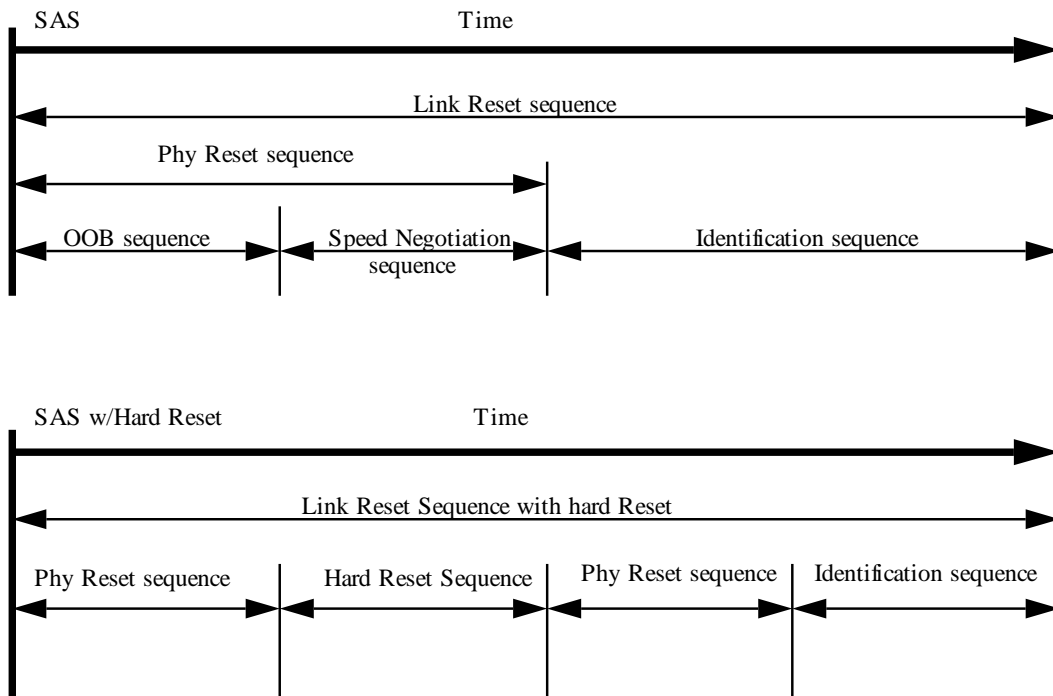 SAS
Time
Link Reset sequence
Phy Reset sequence
OOB sequence
Speed Negotiation
sequence
Identification sequence
SAS w/Hard Reset
Time
Link Reset Sequence with hard Reset
Phy Reset sequence
Hard Reset Sequence
Phy Reset sequence
Identification sequence